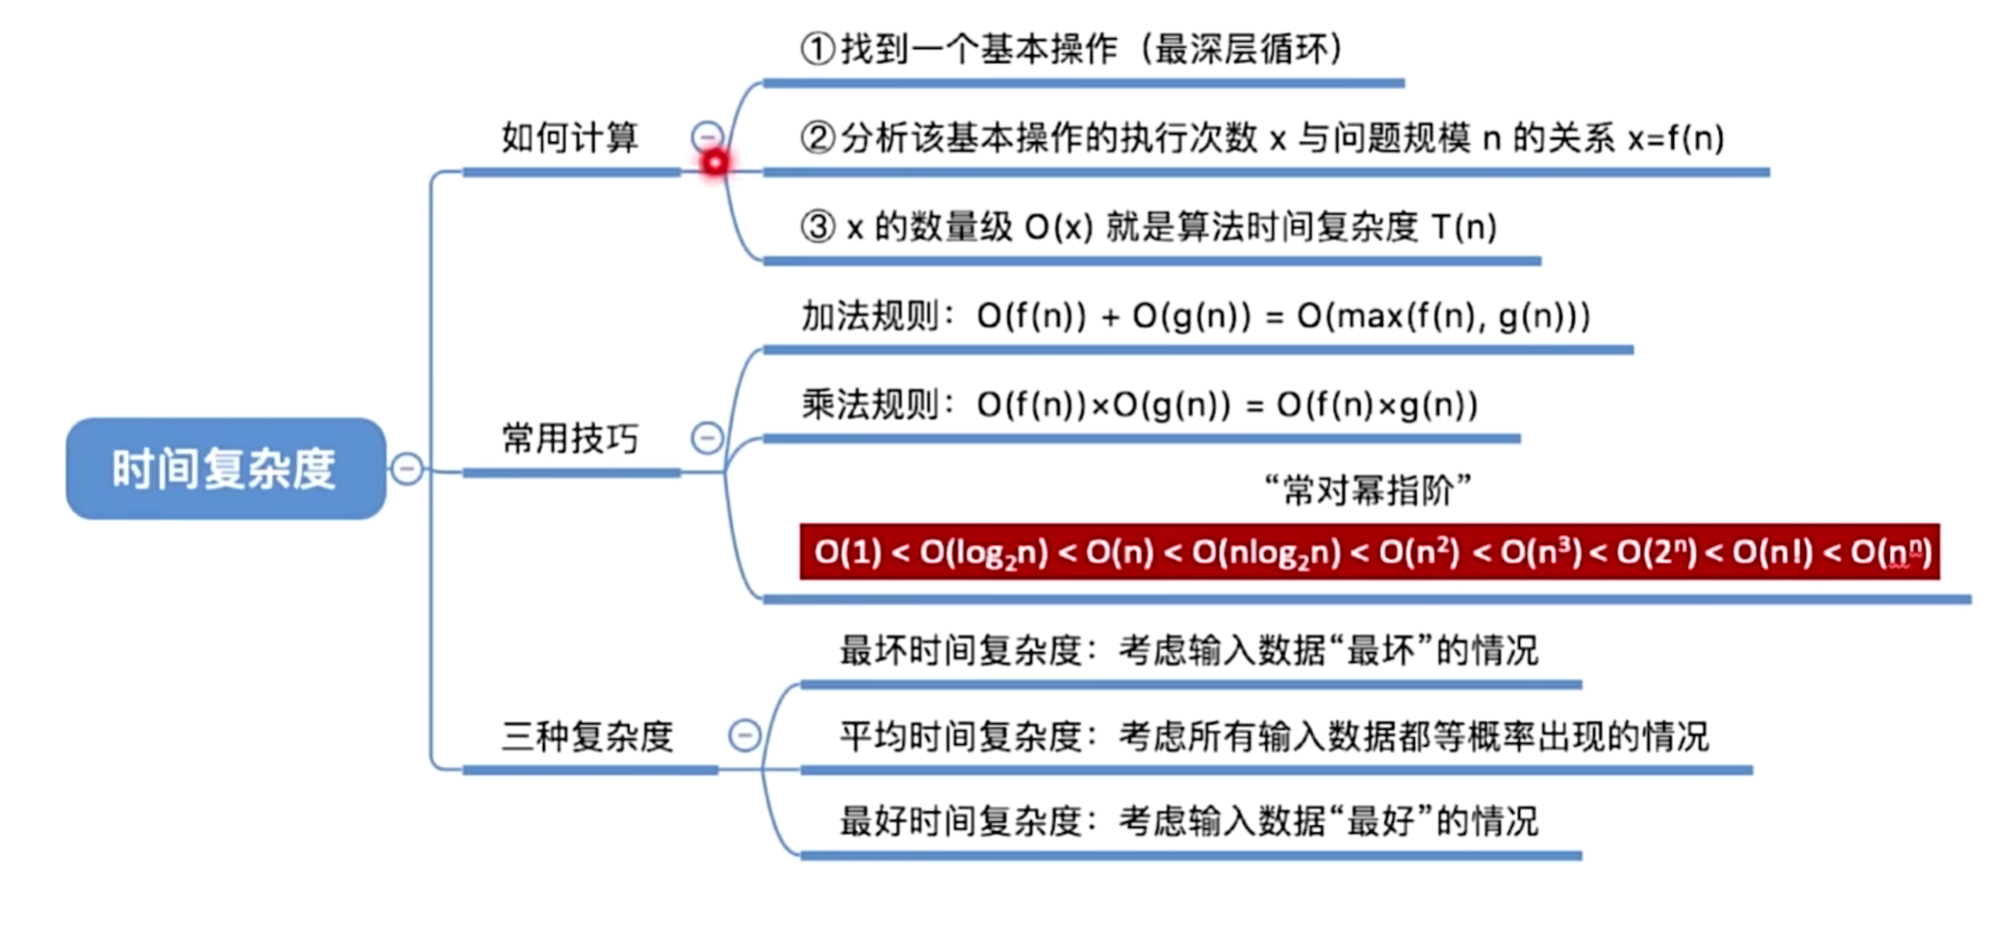 时间复杂度
如何计算
①找到一个基本操作（最深层循环）
②分析该基本操作的执行次数 x 与问题规模 n 的关系 x=f(n)
③ x 的数量级 O(x) 就是算法时间复杂度 T(n)
常用技巧
加法规则：O(f(n)) + O(g(n)) = O(max(f(n), g(n)))
乘法规则：O(f(n))×O(g(n)) = O(f(n)×g(n))
“常对幂指阶”
O(1) < O(log₂n) < O(n) < O(nlog₂n) < O(n²) < O(n³) < O(2ⁿ) < O(n!) < O(nⁿ)
三种复杂度
最坏时间复杂度：考虑输入数据“最坏”的情况
平均时间复杂度：考虑所有输入数据都等概率出现的情况
最好时间复杂度：考虑输入数据“最好”的情况